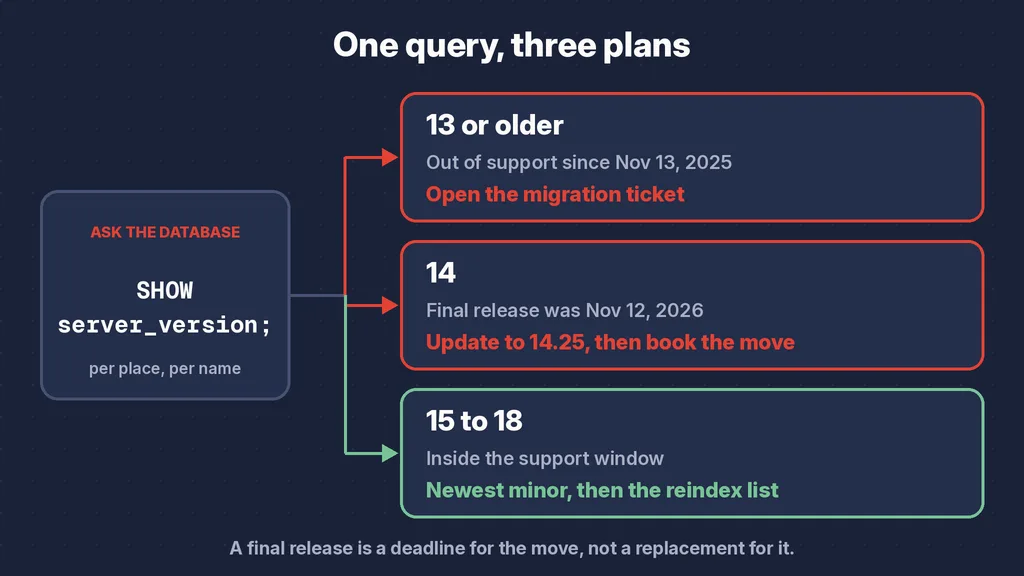 One query, three plans
ASK THE DATABASE
SHOW
server_version;
per place, per name
13 or older
Out of support since Nov 13, 2025
Open the migration ticket
14
Final release was Nov 12, 2026
Update to 14.25, then book the move
15 to 18
Inside the support window
Newest minor, then the reindex list
A final release is a deadline for the move, not a replacement for it.